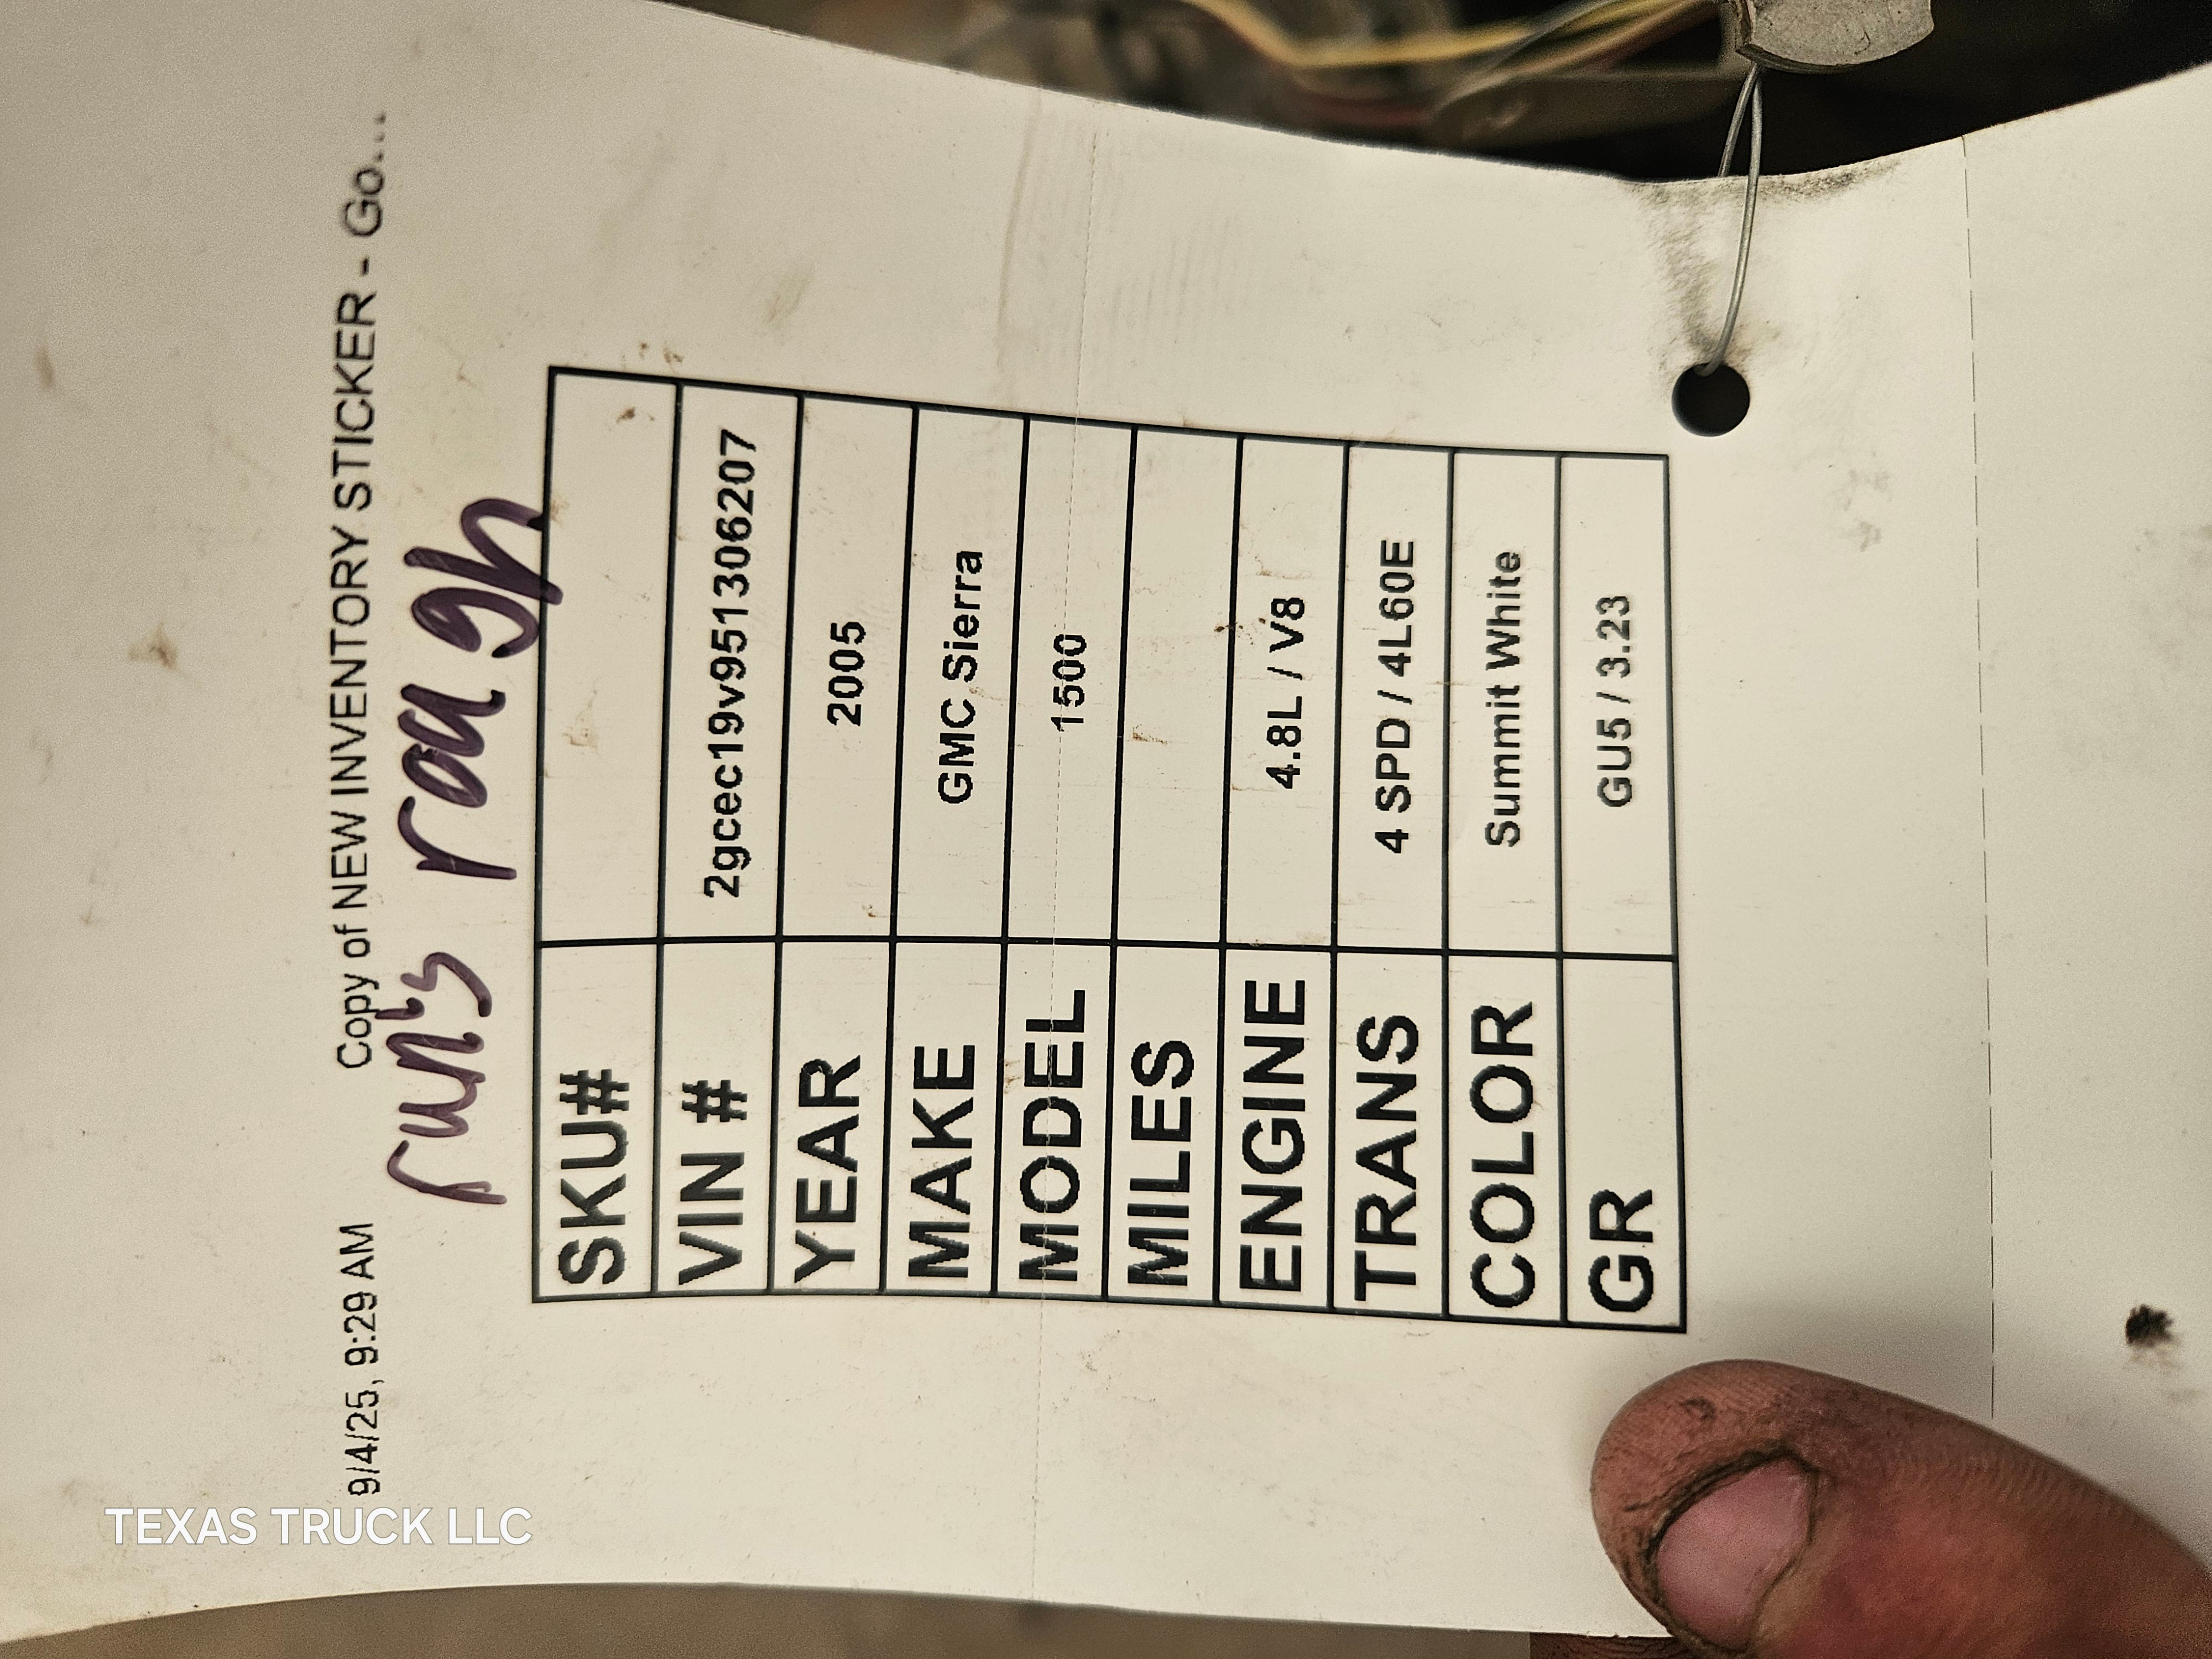 9/4/25, 9:29 AM Copy of NEW INVENTORY STICKER - Go...
run's rough
SKU#
VIN # 2gcec19v951306207
YEAR 2005
MAKE GMC Sierra
MODEL 1500
MILES
ENGINE 4.8L / V8
TRANS 4 SPD / 4L60E
COLOR Summit White
GR GU5 / 3.23
TEXAS TRUCK LLC